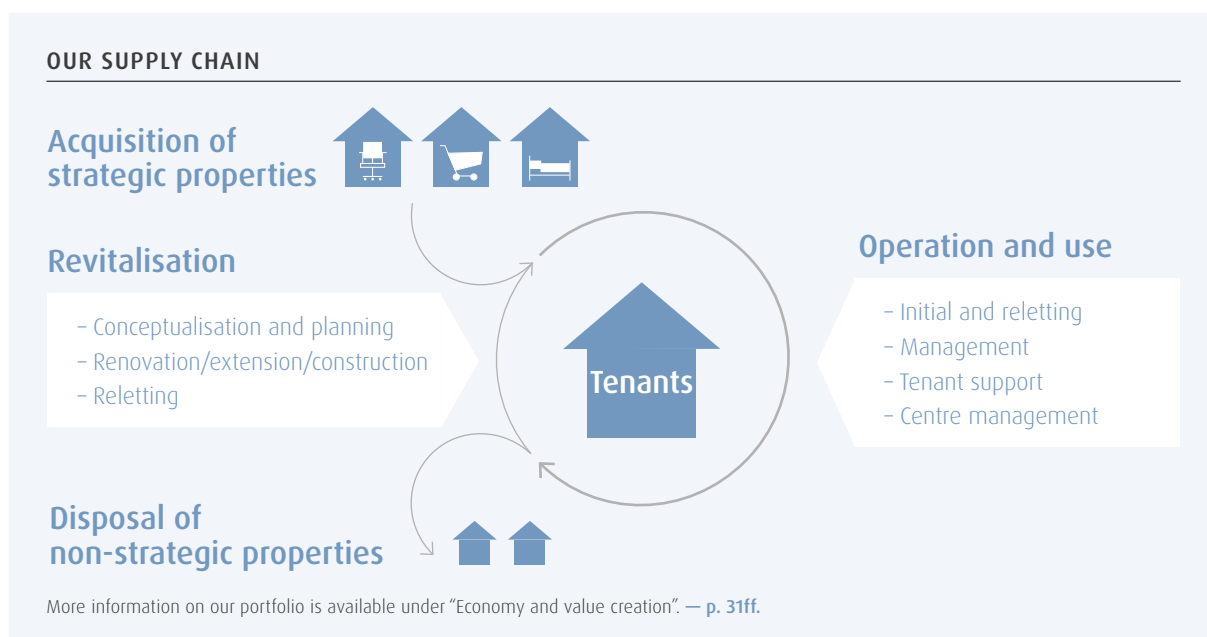 OUR SUPPLY CHAIN
Acquisition of
strategic properties
Revitalisation
– Conceptualisation and planning
– Renovation/extension/construction
– Reletting
Tenants
Operation and use
– Initial and reletting
– Management
– Tenant support
– Centre management
Disposal of
non-strategic properties
More information on our portfolio is available under “Economy and value creation”. — p. 31ff.